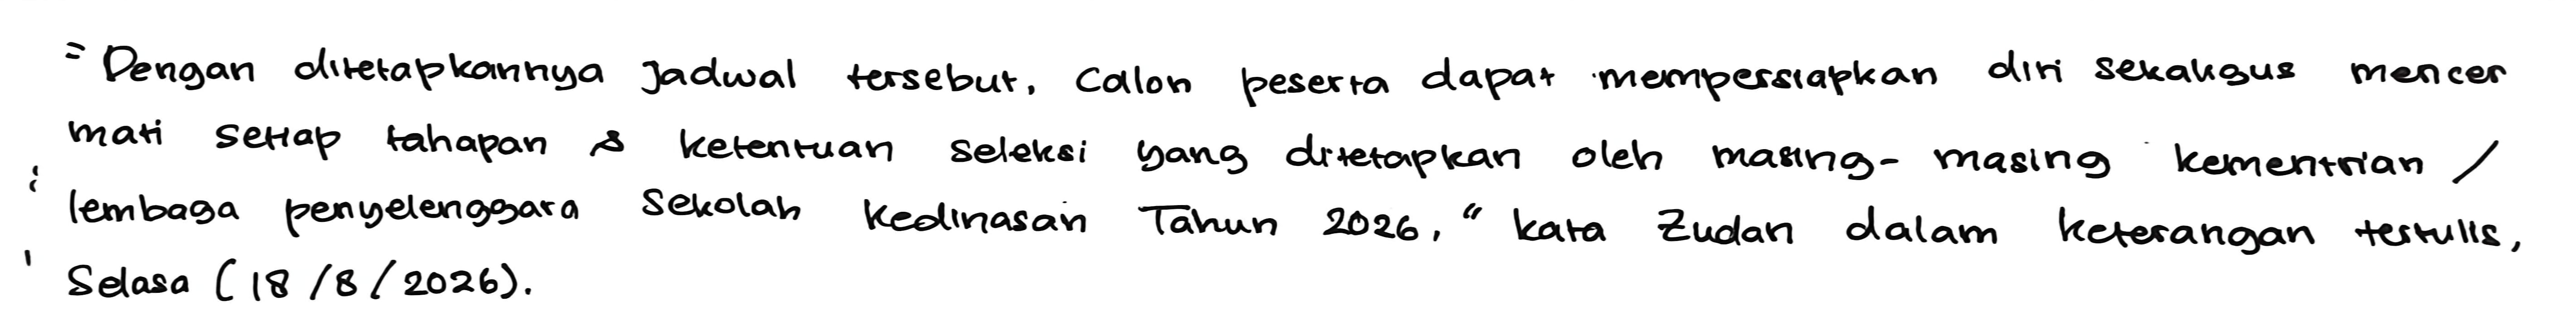 "Dengan ditetapkannya jadwal tersebut, calon peserta dapat mempersiapkan diri sekaligus mencer
mati setiap tahapan & ketentuan seleksi yang ditetapkan oleh masing-masing kementrian /
lembaga penyelenggara Sekolah Kedinasan Tahun 2026," kata Zudan dalam keterangan tertulis,
Selasa (18/8/2026).